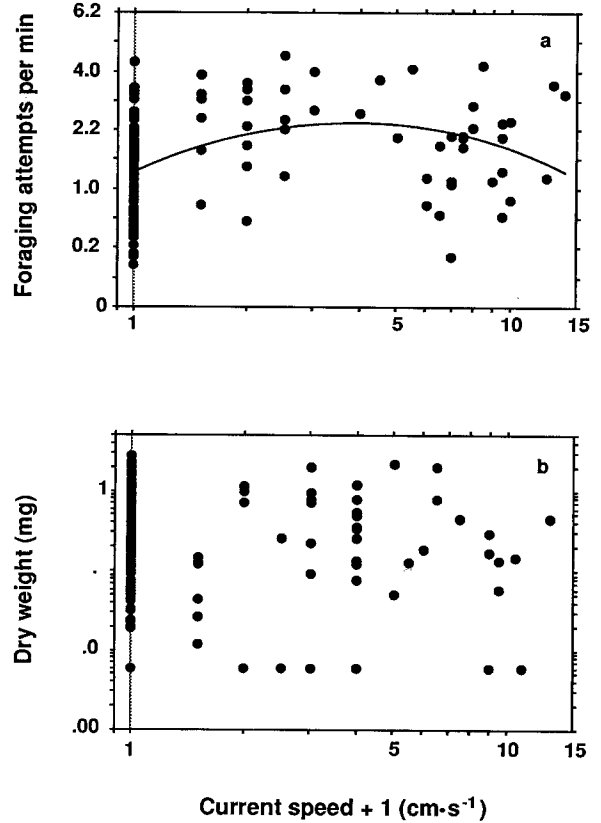 6.2
4.0
2.2
1.0
0.2
0
Foraging attempts per min
a
1 5 10 15
1
.
.0
.00
Dry weight (mg)
b
1 5 10 15
Current speed + 1 (cm·s-1)